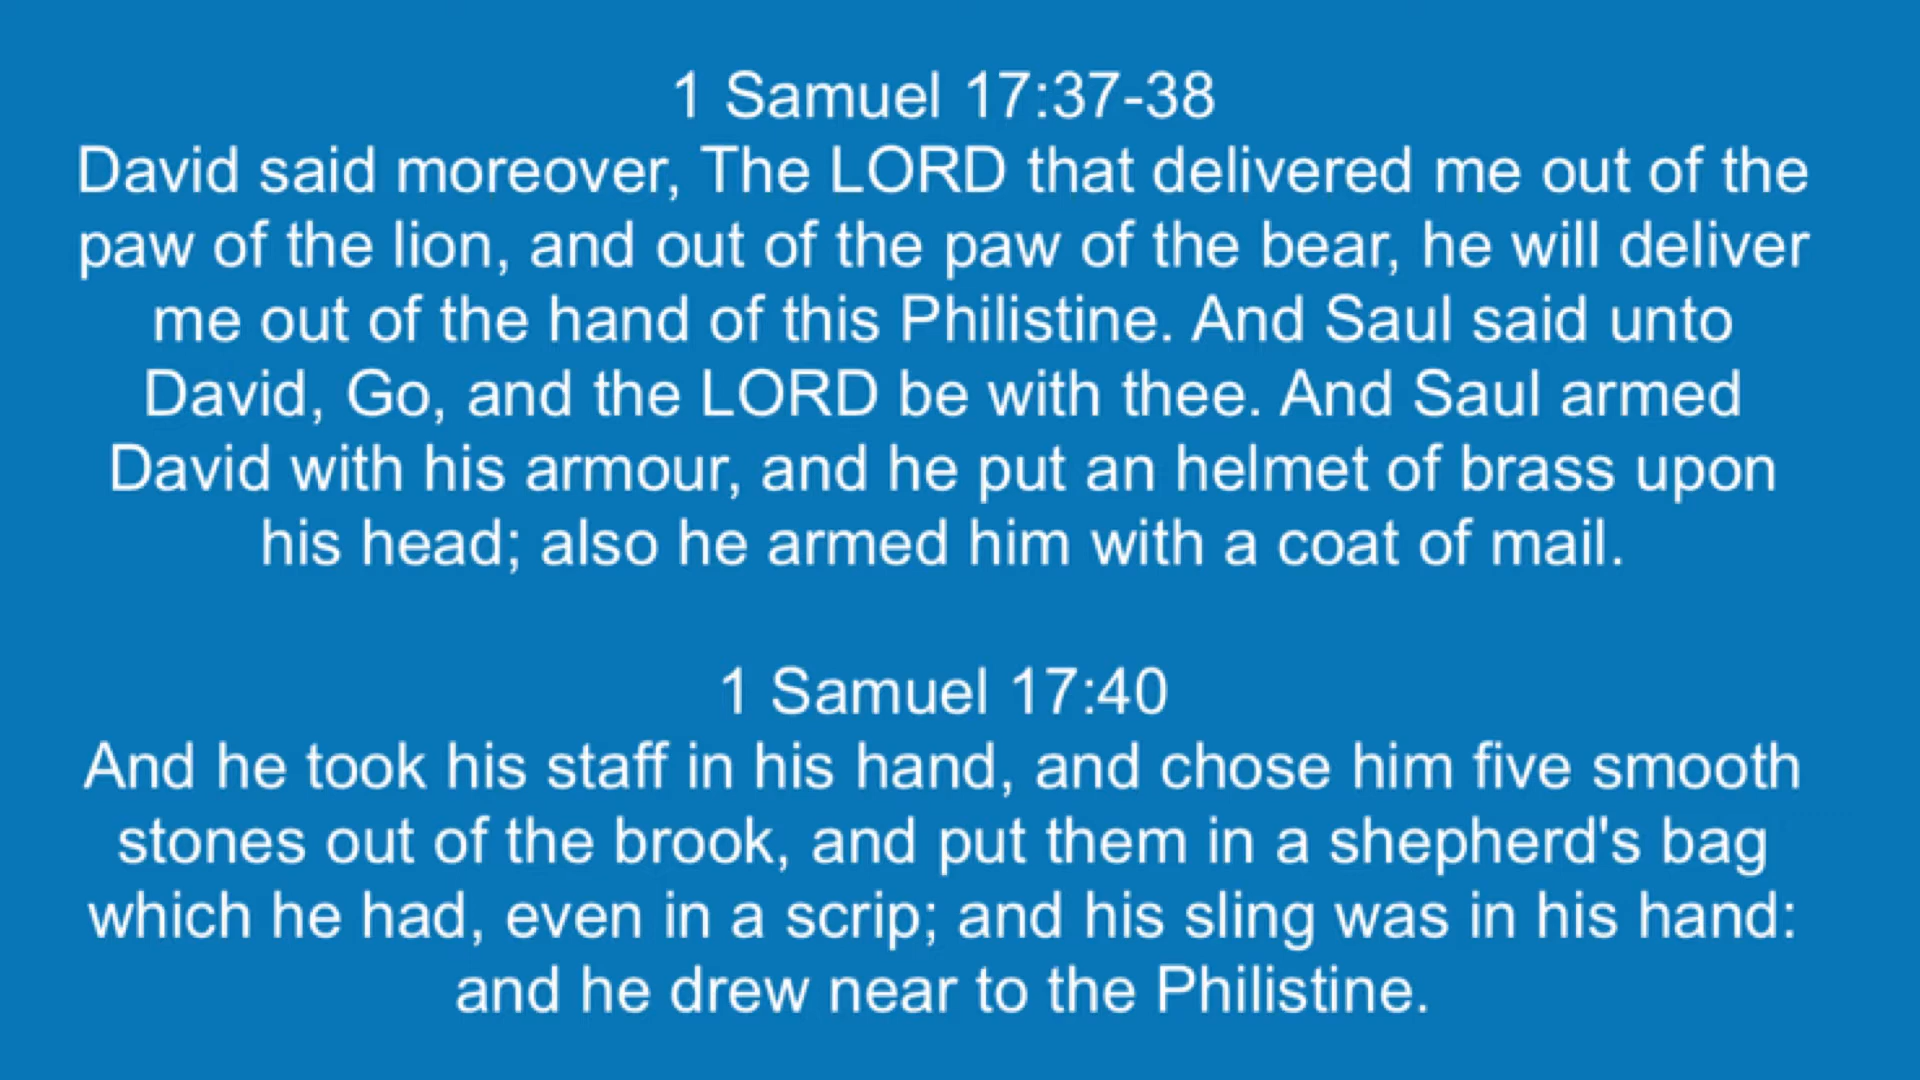 1 Samuel 17:37-38
David said moreover, The LORD that delivered me out of the
paw of the lion, and out of the paw of the bear, he will deliver
me out of the hand of this Philistine. And Saul said unto
David, Go, and the LORD be with thee. And Saul armed
David with his armour, and he put an helmet of brass upon
his head; also he armed him with a coat of mail.
1 Samuel 17:40
And he took his staff in his hand, and chose him five smooth
stones out of the brook, and put them in a shepherd's bag
which he had, even in a scrip; and his sling was in his hand:
and he drew near to the Philistine.